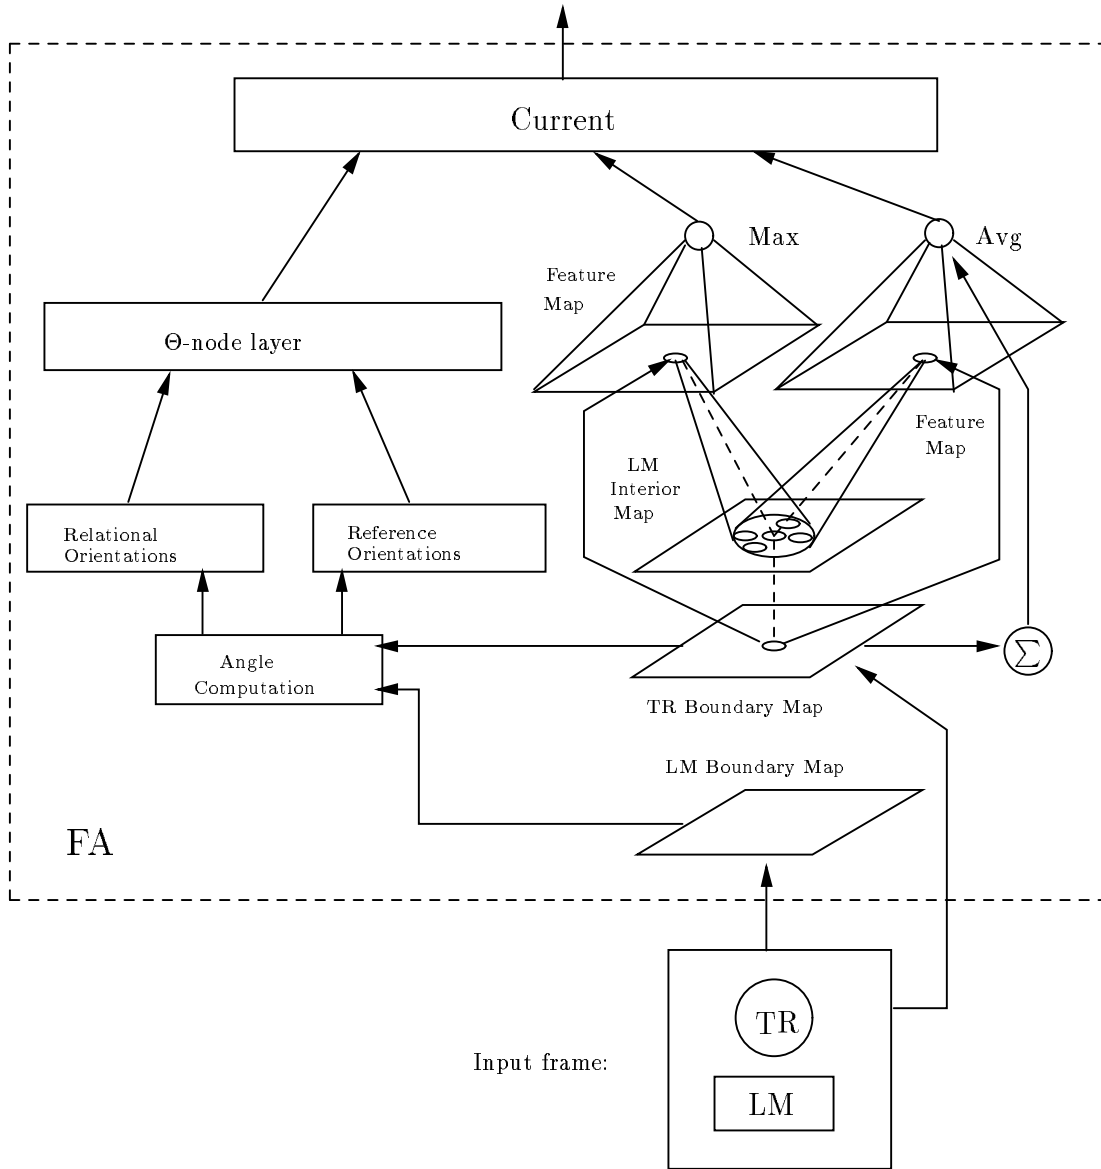 Current
Max
Avg
Feature
Map
Θ-node layer
Feature
Map
LM
Interior
Map
Relational
Orientations
Reference
Orientations
Angle
Computation
Σ
TR Boundary Map
LM Boundary Map
FA
TR
Input frame:
LM